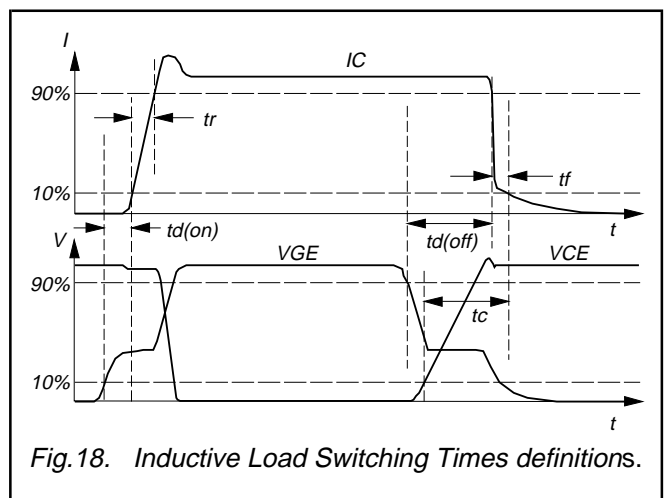 I
IC
90%
tr
10%
tf
td(on)
td(off)
t
V
VGE
VCE
90%
tc
10%
t
Fig.18. Inductive Load Switching Times definitions.